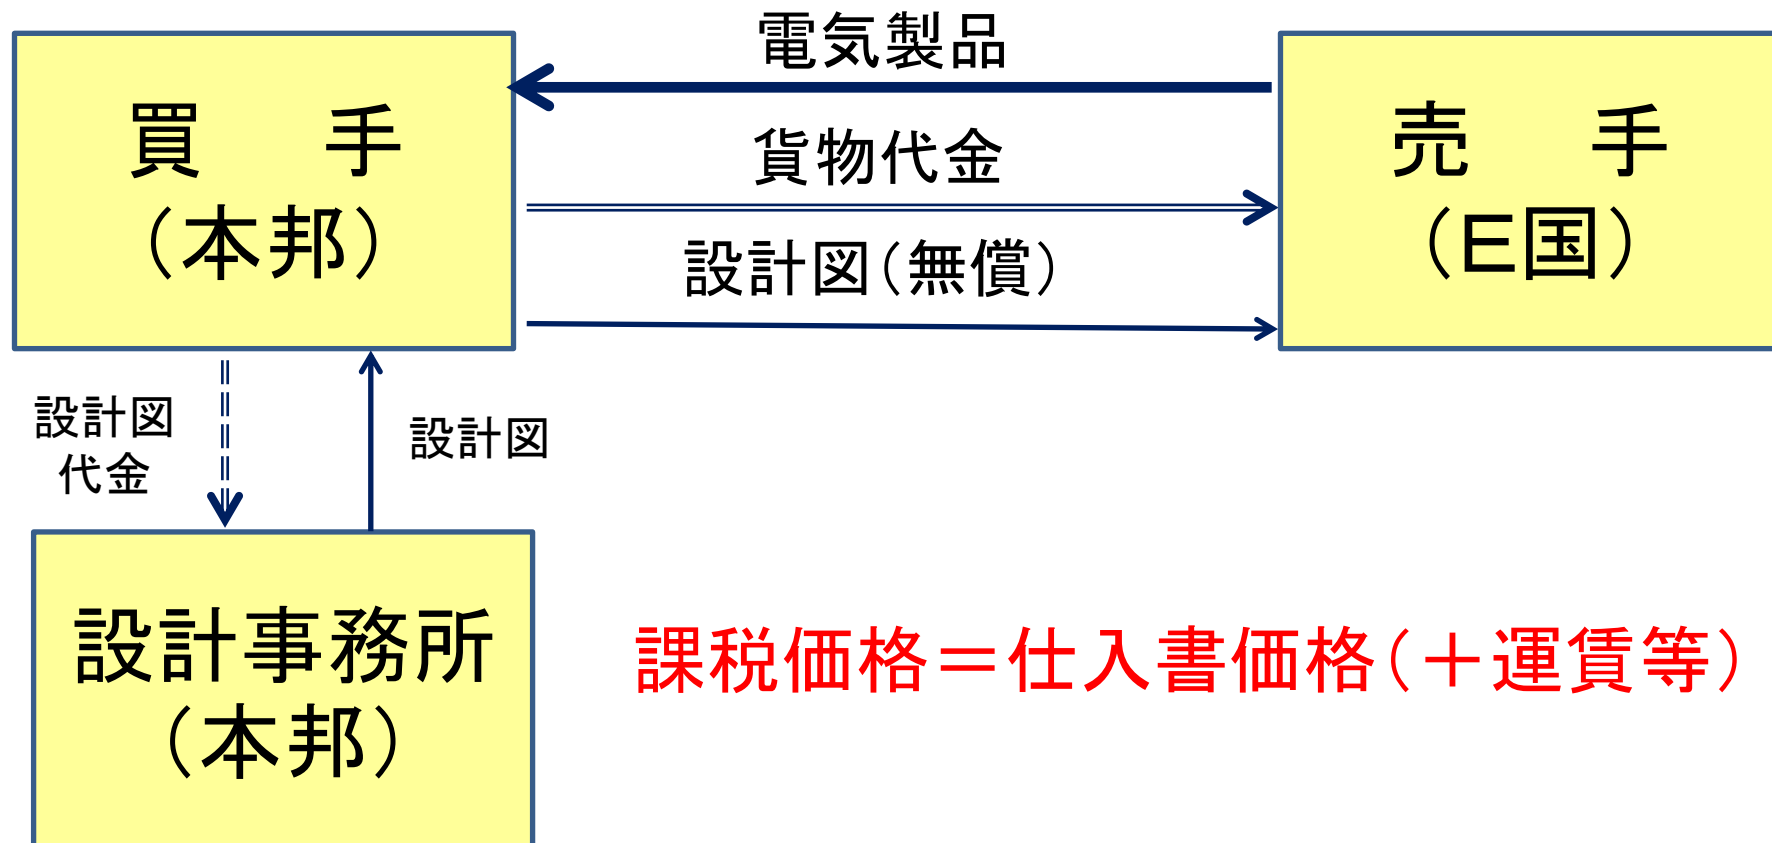 電気製品
買　手
（本邦）
貨物代金
売　手
（E国）
設計図（無償）
設計図
代金
設計図
設計事務所
（本邦）
課税価格＝仕入書価格（＋運賃等）